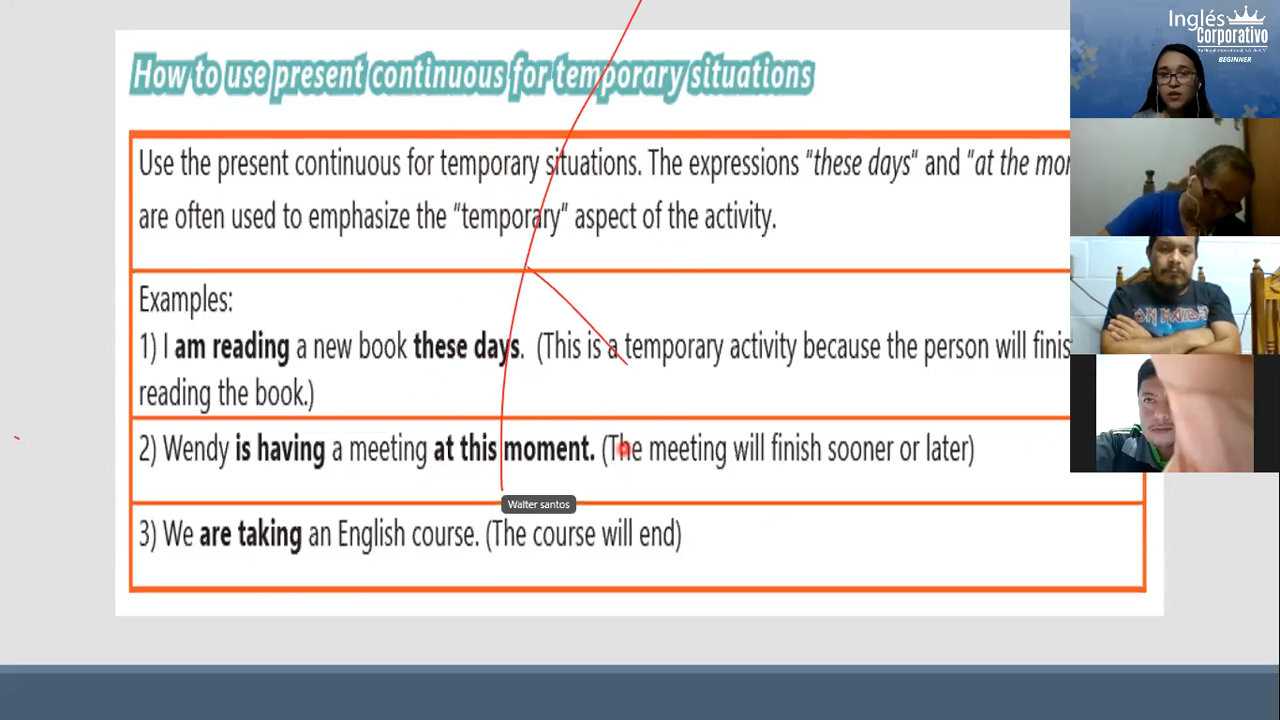 Inglés
Corporativo
BEGINNER
How to use present continuous for temporary situations
Use the present continuous for temporary situations. The expressions "these days" and "at the mom
are often used to emphasize the "temporary" aspect of the activity.
Examples:
1) I am reading a new book these days. (This is a temporary activity because the person will finis
reading the book.)
2) Wendy is having a meeting at this moment. (The meeting will finish sooner or later)
Walter santos
3) We are taking an English course. (The course will end)